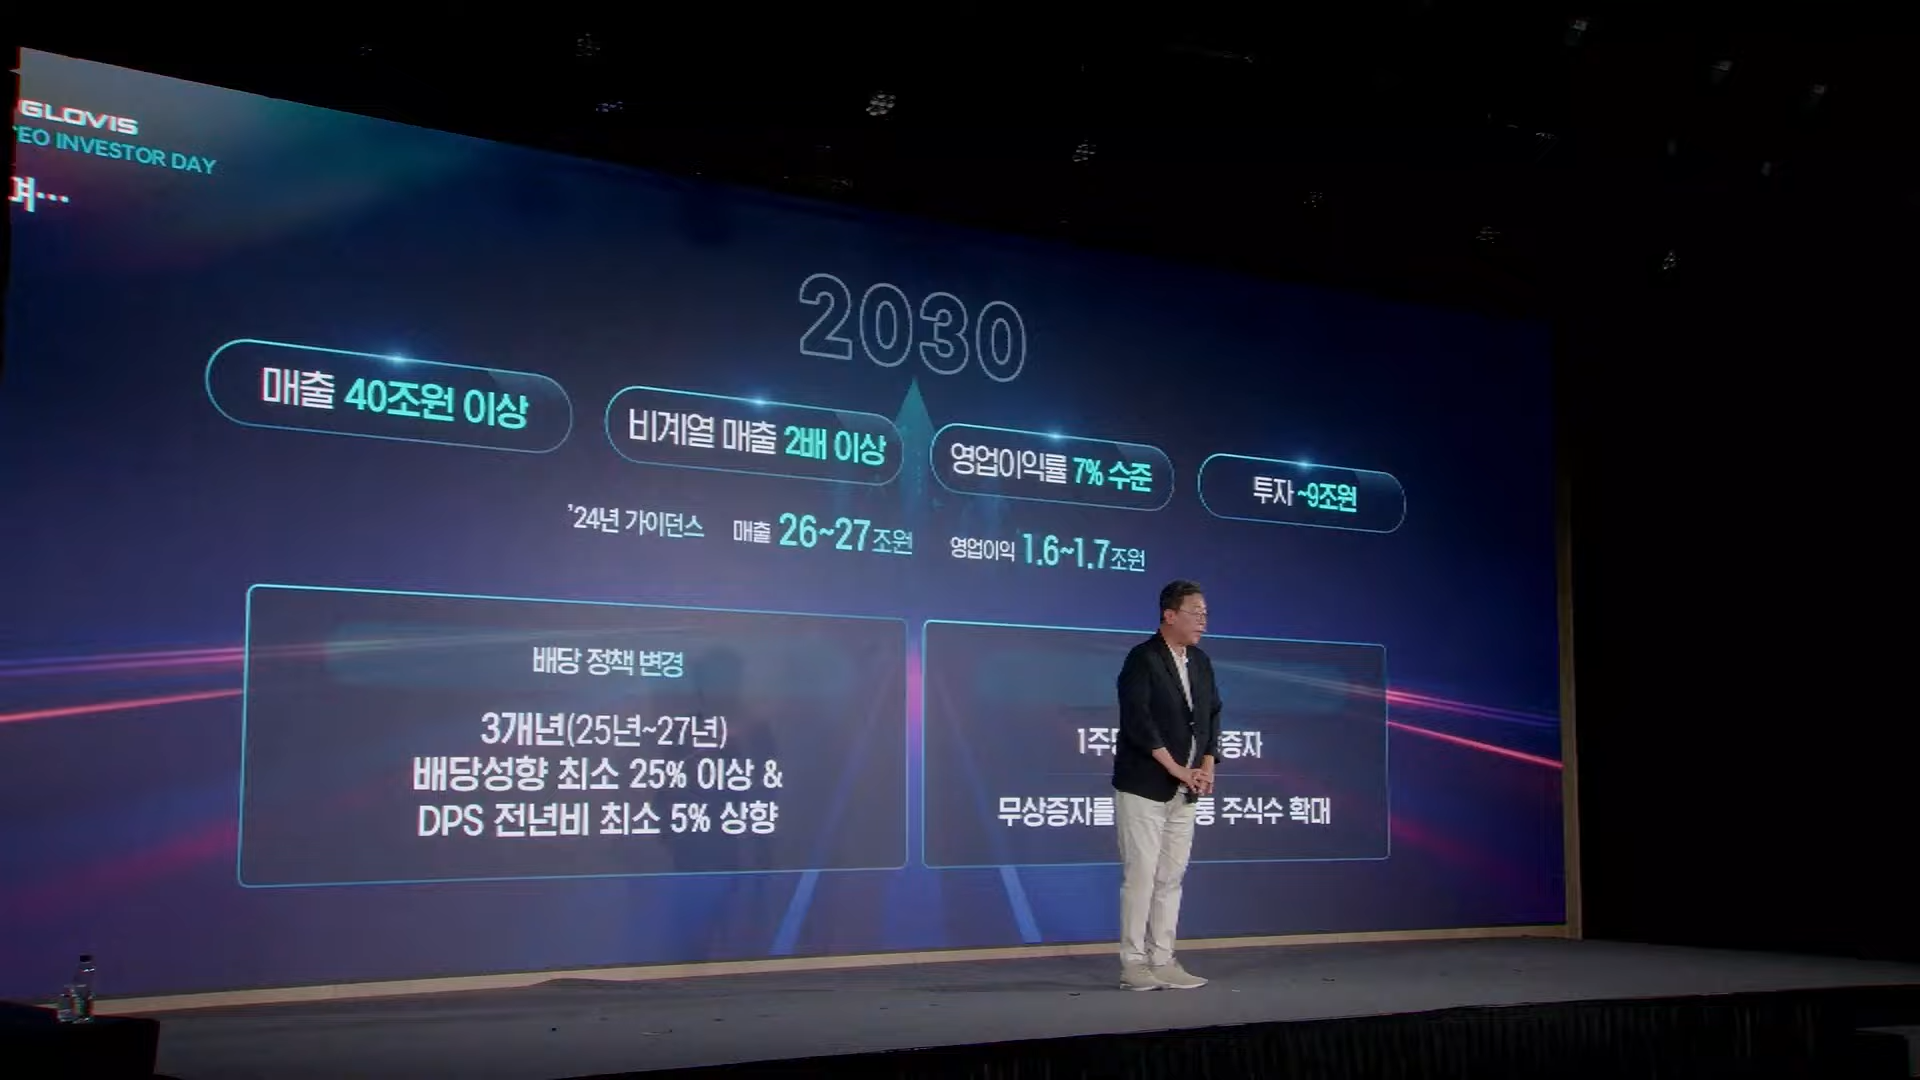 GLOVIS
EO INVESTOR DAY
며…
2030
매출 40조원 이상
비계열 매출 2배 이상
영업이익률 7% 수준
투자 ~9조원
'24년 가이던스 매출 26~27조원 영업이익 1.6~1.7조원
배당 정책 변경
3개년(25년~27년)
배당성향 최소 25% 이상 &
DPS 전년비 최소 5% 상향
1주 증자
무상증자를 통 주식수 확대